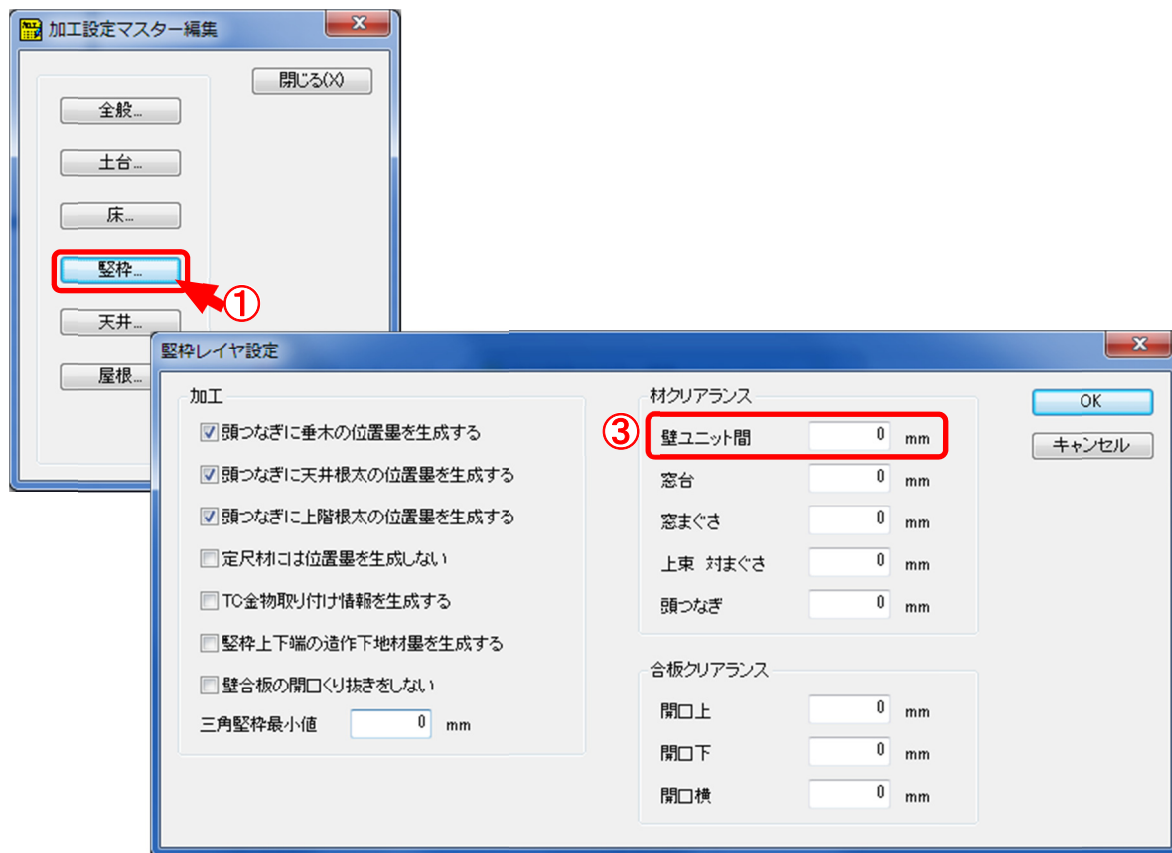 加工設定マスター編集
閉じる(X)
全般...
土台...
床...
竪枠...
①
天井...
屋根...
竪枠レイヤ設定
加工
頭つなぎに垂木の位置墨を生成する
頭つなぎに天井根太の位置墨を生成する
頭つなぎに上階根太の位置墨を生成する
定尺材には位置墨を生成しない
TC金物取り付け情報を生成する
竪枠上下端の造作下地材墨を生成する
壁合板の開口くり抜きをしない
三角竪枠最小値 0 mm
材クリアランス
③ 壁ユニット間 0 mm
窓台 0 mm
窓まぐさ 0 mm
上束 対まぐさ 0 mm
頭つなぎ 0 mm
合板クリアランス
開口上 0 mm
開口下 0 mm
開口横 0 mm
OK
キャンセル